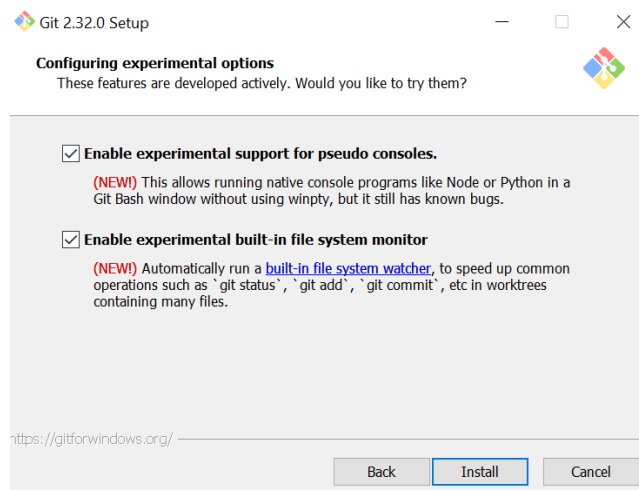 Git 2.32.0 Setup
Configuring experimental options
These features are developed actively. Would you like to try them?
Enable experimental support for pseudo consoles.
(NEW!) This allows running native console programs like Node or Python in a
Git Bash window without using winpty, but it still has known bugs.
Enable experimental built-in file system monitor
(NEW!) Automatically run a built-in file system watcher, to speed up common
operations such as `git status`, `git add`, `git commit`, etc in worktrees
containing many files.
https://gitforwindows.org/
Back Install Cancel